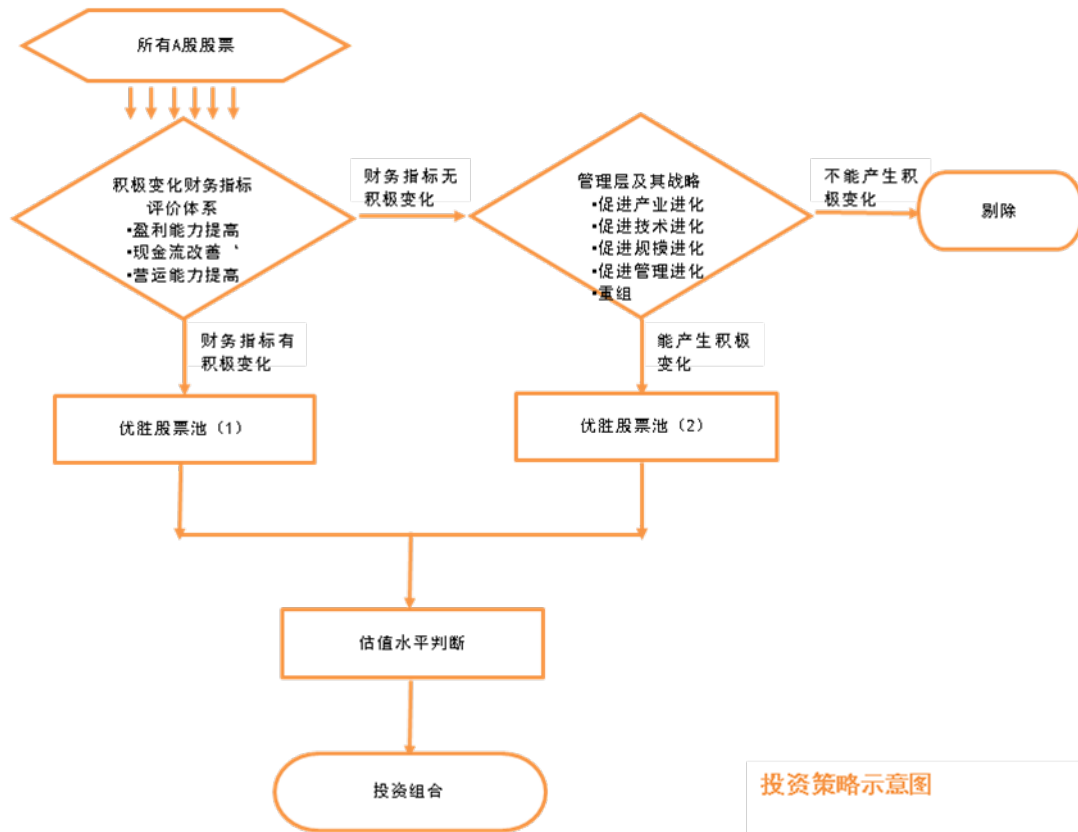 所有A股股票
积极变化财务指标
评价体系
▪盈利能力提高
▪现金流改善 `
▪营运能力提高
财务指标无
积极变化
管理层及其战略
▪促进产业进化
▪促进技术进化
▪促进规模进化
▪促进管理进化
▪重组
不能产生积
极变化
剔除
财务指标有
积极变化
能产生积极
变化
优胜股票池（1）
优胜股票池（2）
估值水平判断
投资组合
投资策略示意图